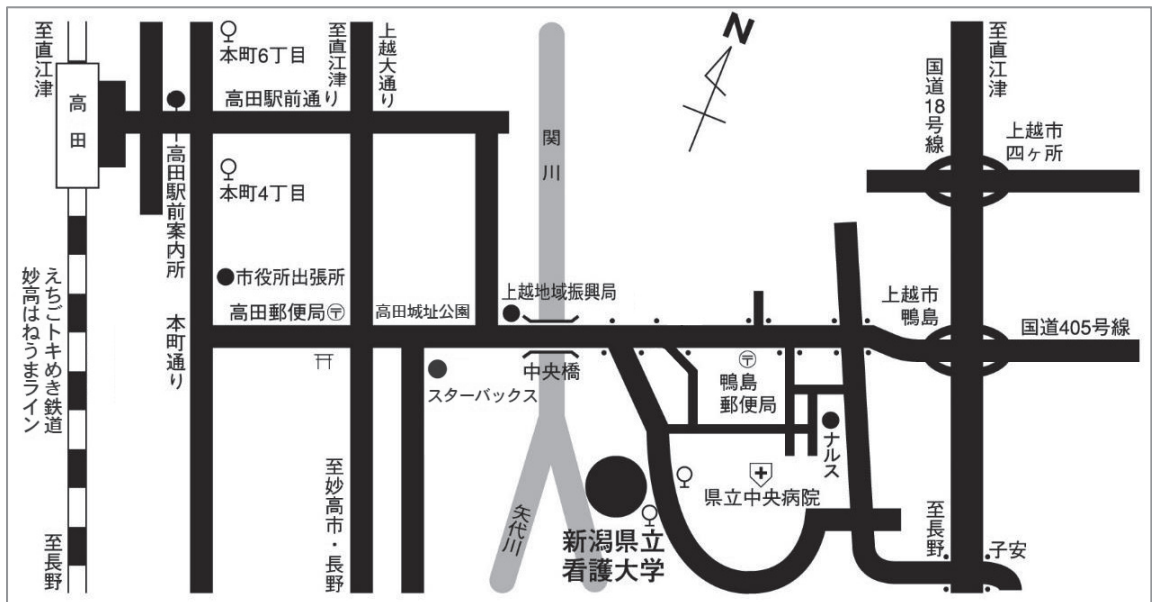 至直江津
高田
本町6丁目
至直江津
上越大通り
高田駅前通り
高田駅前案内所
本町4丁目
市役所出張所
高田郵便局〒
本町通り
えちごトキめき鉄道
妙高はねうまライン
至長野
高田城址公園
上越地域振興局
関川
N
国道18号線
至直江津
上越市
四ヶ所
上越市
鴨島
国道405号線
スターバックス
中央橋
〒
鴨島
郵便局
ナルス
県立中央病院
至妙高市・長野
矢代川
新潟県立
看護大学
至長野
子安